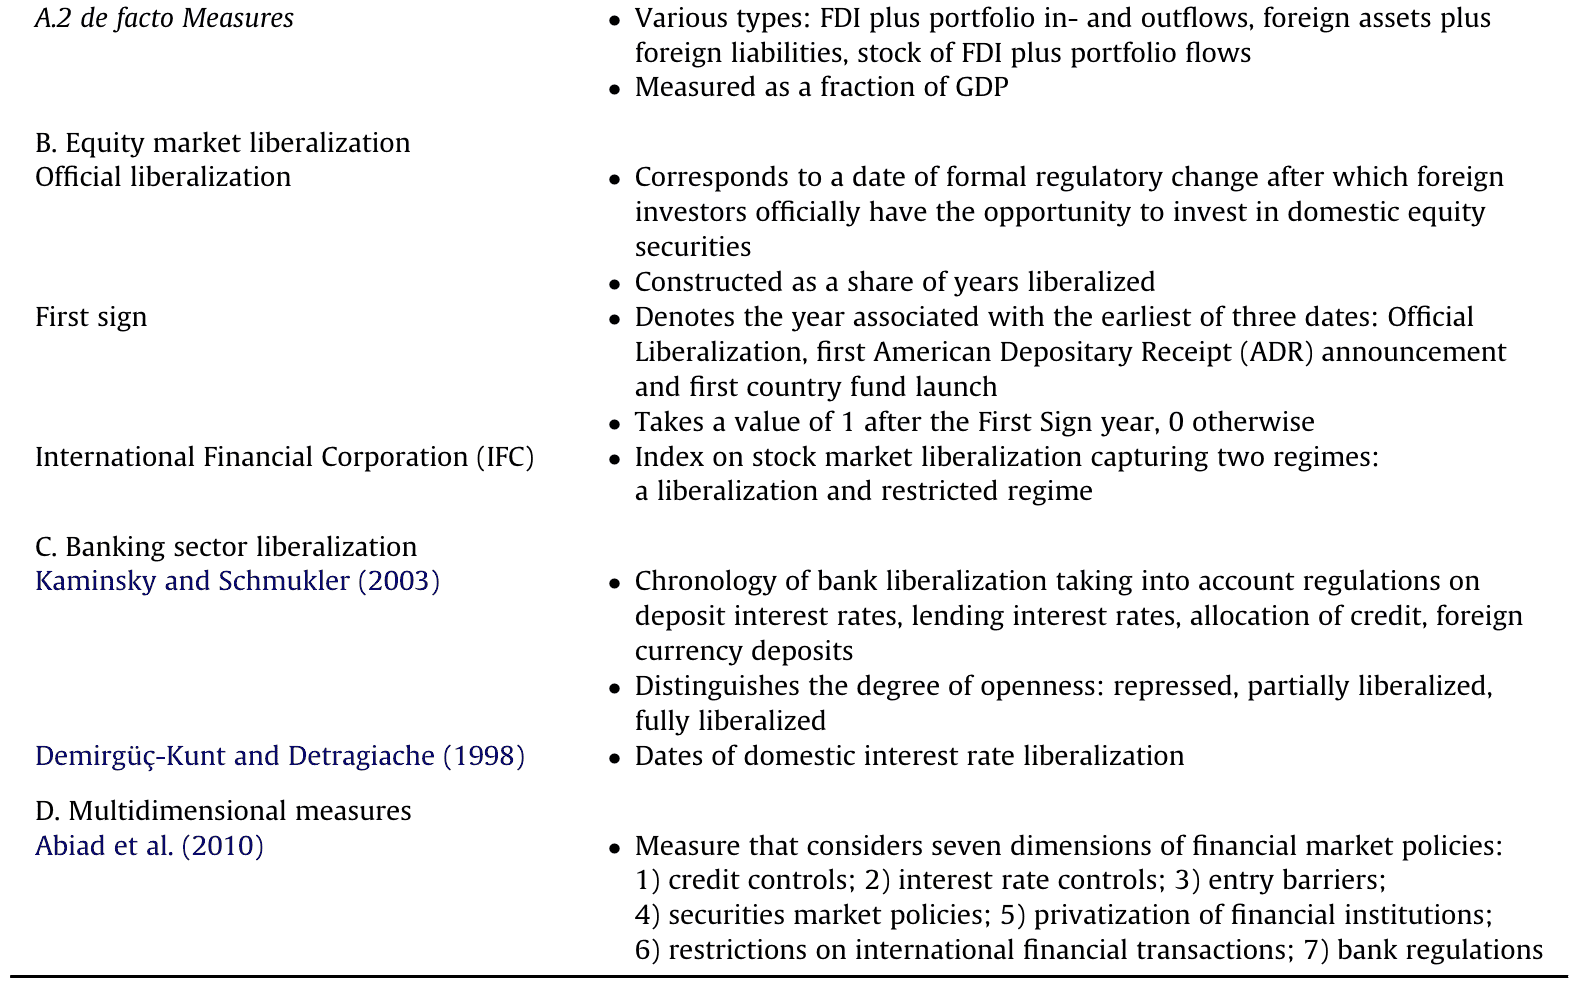 A.2 de facto Measures
• Various types: FDI plus portfolio in- and outflows, foreign assets plus
foreign liabilities, stock of FDI plus portfolio flows
• Measured as a fraction of GDP
B. Equity market liberalization
Official liberalization
• Corresponds to a date of formal regulatory change after which foreign
investors officially have the opportunity to invest in domestic equity
securities
• Constructed as a share of years liberalized
First sign
• Denotes the year associated with the earliest of three dates: Official
Liberalization, first American Depositary Receipt (ADR) announcement
and first country fund launch
• Takes a value of 1 after the First Sign year, 0 otherwise
International Financial Corporation (IFC)
• Index on stock market liberalization capturing two regimes:
a liberalization and restricted regime
C. Banking sector liberalization
Kaminsky and Schmukler (2003)
• Chronology of bank liberalization taking into account regulations on
deposit interest rates, lending interest rates, allocation of credit, foreign
currency deposits
• Distinguishes the degree of openness: repressed, partially liberalized,
fully liberalized
Demirgüç-Kunt and Detragiache (1998)
• Dates of domestic interest rate liberalization
D. Multidimensional measures
Abiad et al. (2010)
• Measure that considers seven dimensions of financial market policies:
1) credit controls; 2) interest rate controls; 3) entry barriers;
4) securities market policies; 5) privatization of financial institutions;
6) restrictions on international financial transactions; 7) bank regulations